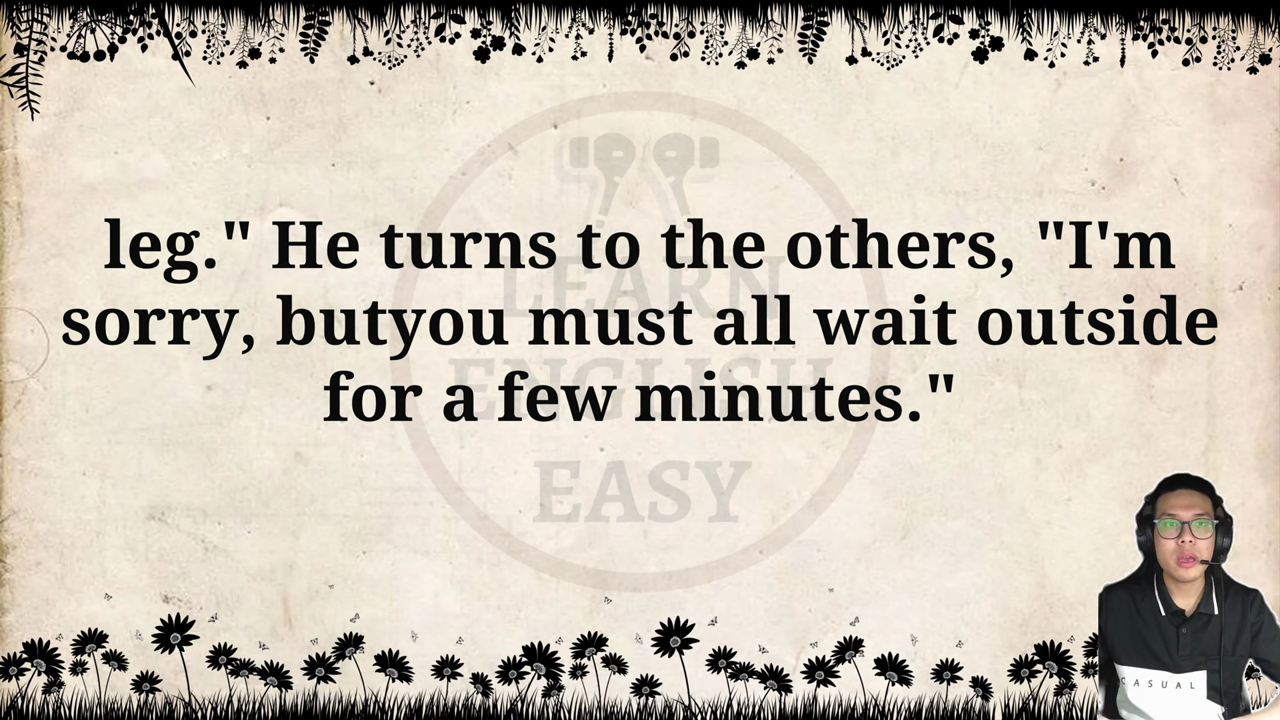 leg." He turns to the others, "I'm
sorry, butyou must all wait outside
for a few minutes."
LEARN
ENGLISH
EASY
CASUAL